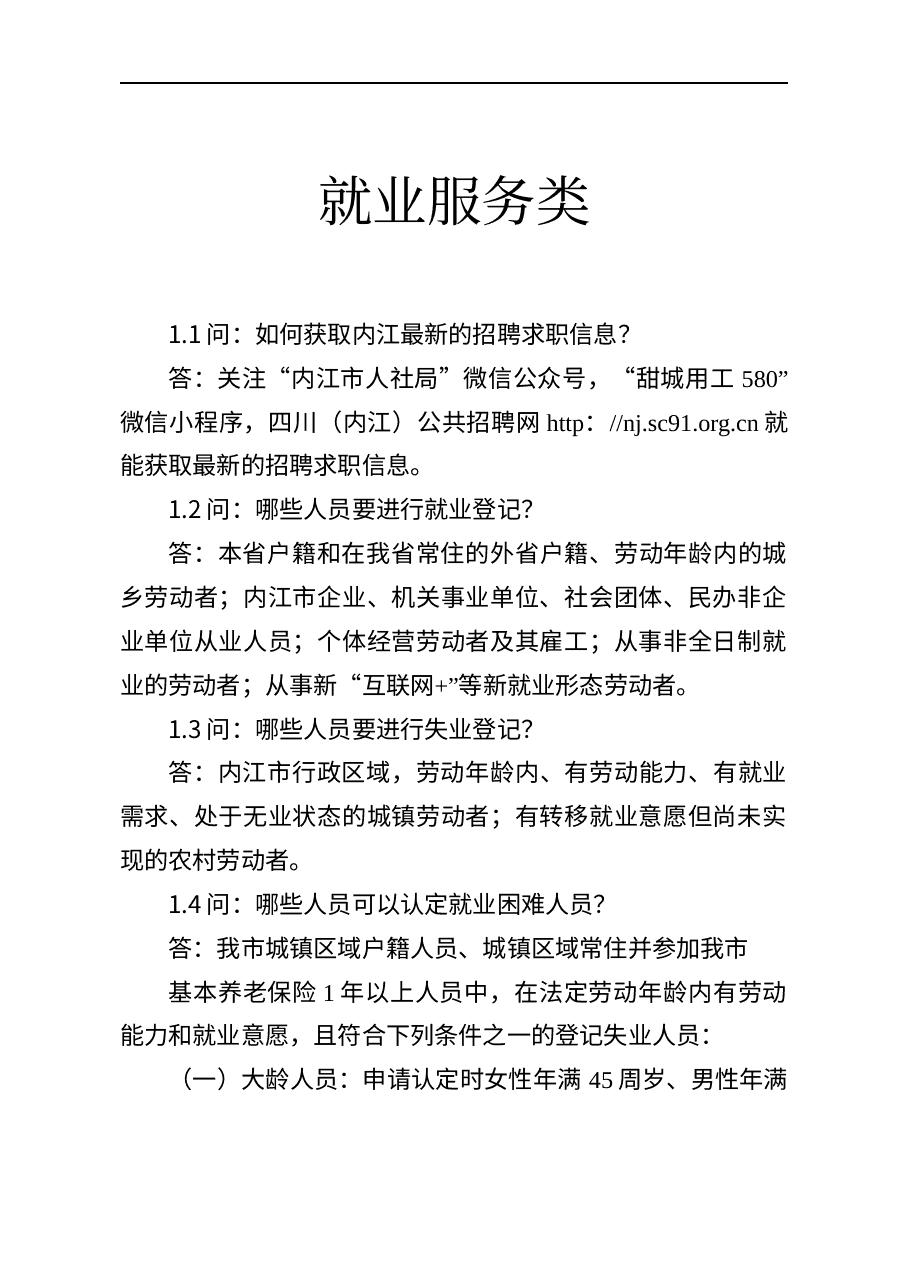 就业服务类
1.1 问：如何获取内江最新的招聘求职信息？
答：关注“内江市人社局”微信公众号，“甜城用工 580”
微信小程序，四川（内江）公共招聘网 http：//nj.sc91.org.cn 就
能获取最新的招聘求职信息。
1.2 问：哪些人员要进行就业登记？
答：本省户籍和在我省常住的外省户籍、劳动年龄内的城
乡劳动者；内江市企业、机关事业单位、社会团体、民办非企
业单位从业人员；个体经营劳动者及其雇工；从事非全日制就
业的劳动者；从事新“互联网+”等新就业形态劳动者。
1.3 问：哪些人员要进行失业登记？
答：内江市行政区域，劳动年龄内、有劳动能力、有就业
需求、处于无业状态的城镇劳动者；有转移就业意愿但尚未实
现的农村劳动者。
1.4 问：哪些人员可以认定就业困难人员？
答：我市城镇区域户籍人员、城镇区域常住并参加我市
基本养老保险 1 年以上人员中，在法定劳动年龄内有劳动
能力和就业意愿，且符合下列条件之一的登记失业人员：
（一）大龄人员：申请认定时女性年满 45 周岁、男性年满